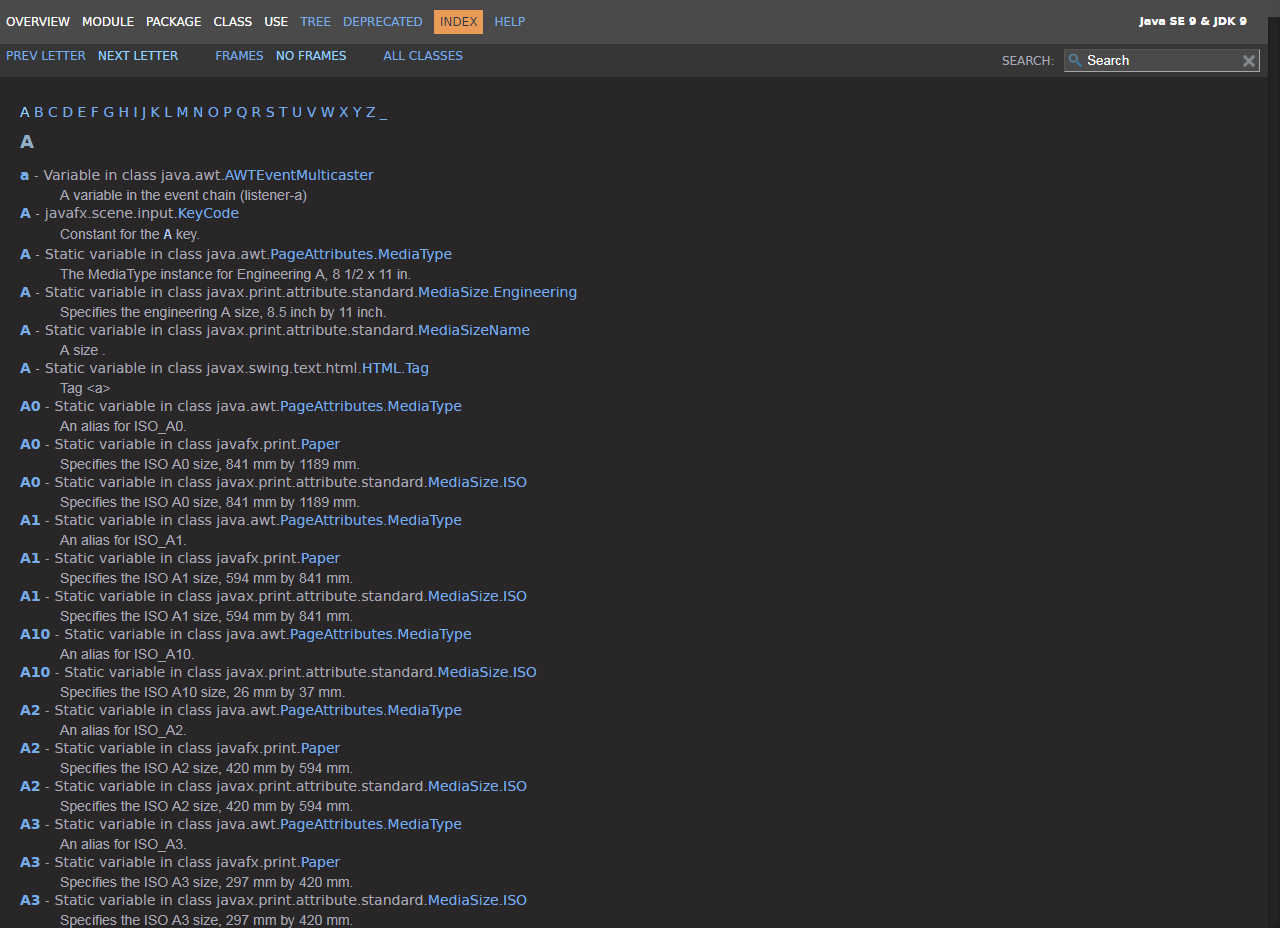 OVERVIEW MODULE PACKAGE CLASS USE TREE DEPRECATED INDEX HELP Java SE 9 & JDK 9
PREV LETTER NEXT LETTER FRAMES NO FRAMES ALL CLASSES SEARCH: Search
A B C D E F G H I J K L M N O P Q R S T U V W X Y Z _
A
a - Variable in class java.awt.AWTEventMulticaster
A variable in the event chain (listener-a)
A - javafx.scene.input.KeyCode
Constant for the A key.
A - Static variable in class java.awt.PageAttributes.MediaType
The MediaType instance for Engineering A, 8 1/2 x 11 in.
A - Static variable in class javax.print.attribute.standard.MediaSize.Engineering
Specifies the engineering A size, 8.5 inch by 11 inch.
A - Static variable in class javax.print.attribute.standard.MediaSizeName
A size .
A - Static variable in class javax.swing.text.html.HTML.Tag
Tag <a>
A0 - Static variable in class java.awt.PageAttributes.MediaType
An alias for ISO_A0.
A0 - Static variable in class javafx.print.Paper
Specifies the ISO A0 size, 841 mm by 1189 mm.
A0 - Static variable in class javax.print.attribute.standard.MediaSize.ISO
Specifies the ISO A0 size, 841 mm by 1189 mm.
A1 - Static variable in class java.awt.PageAttributes.MediaType
An alias for ISO_A1.
A1 - Static variable in class javafx.print.Paper
Specifies the ISO A1 size, 594 mm by 841 mm.
A1 - Static variable in class javax.print.attribute.standard.MediaSize.ISO
Specifies the ISO A1 size, 594 mm by 841 mm.
A10 - Static variable in class java.awt.PageAttributes.MediaType
An alias for ISO_A10.
A10 - Static variable in class javax.print.attribute.standard.MediaSize.ISO
Specifies the ISO A10 size, 26 mm by 37 mm.
A2 - Static variable in class java.awt.PageAttributes.MediaType
An alias for ISO_A2.
A2 - Static variable in class javafx.print.Paper
Specifies the ISO A2 size, 420 mm by 594 mm.
A2 - Static variable in class javax.print.attribute.standard.MediaSize.ISO
Specifies the ISO A2 size, 420 mm by 594 mm.
A3 - Static variable in class java.awt.PageAttributes.MediaType
An alias for ISO_A3.
A3 - Static variable in class javafx.print.Paper
Specifies the ISO A3 size, 297 mm by 420 mm.
A3 - Static variable in class javax.print.attribute.standard.MediaSize.ISO
Specifies the ISO A3 size, 297 mm by 420 mm.